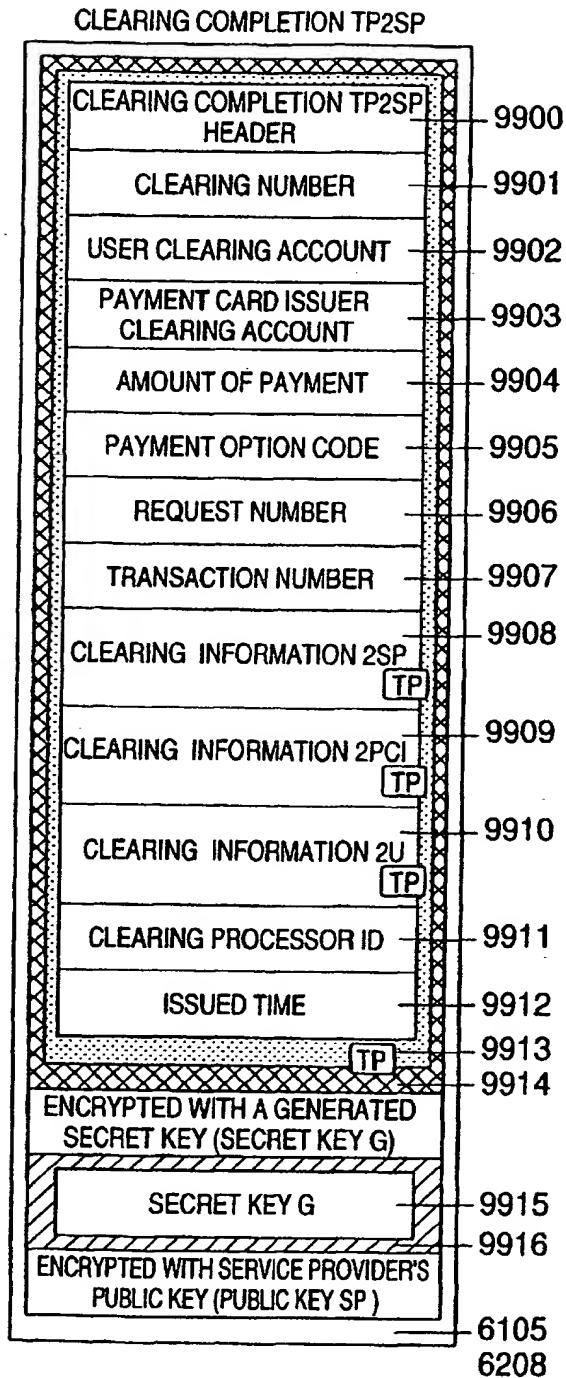 CLEARING COMPLETION TP2SP
CLEARING COMPLETION TP2SP
HEADER
9900
CLEARING NUMBER
9901
USER CLEARING ACCOUNT
9902
PAYMENT CARD ISSUER
CLEARING ACCOUNT
9903
AMOUNT OF PAYMENT
9904
PAYMENT OPTION CODE
9905
REQUEST NUMBER
9906
TRANSACTION NUMBER
9907
9908
CLEARING INFORMATION 2SP
TP
9909
CLEARING INFORMATION 2PCI
TP
9910
CLEARING INFORMATION 2U
TP
CLEARING PROCESSOR ID
9911
ISSUED TIME
9912
TP
9913
9914
ENCRYPTED WITH A GENERATED
SECRET KEY (SECRET KEY G)
SECRET KEY G
9915
9916
ENCRYPTED WITH SERVICE PROVIDER'S
PUBLIC KEY (PUBLIC KEY SP )
6105
6208